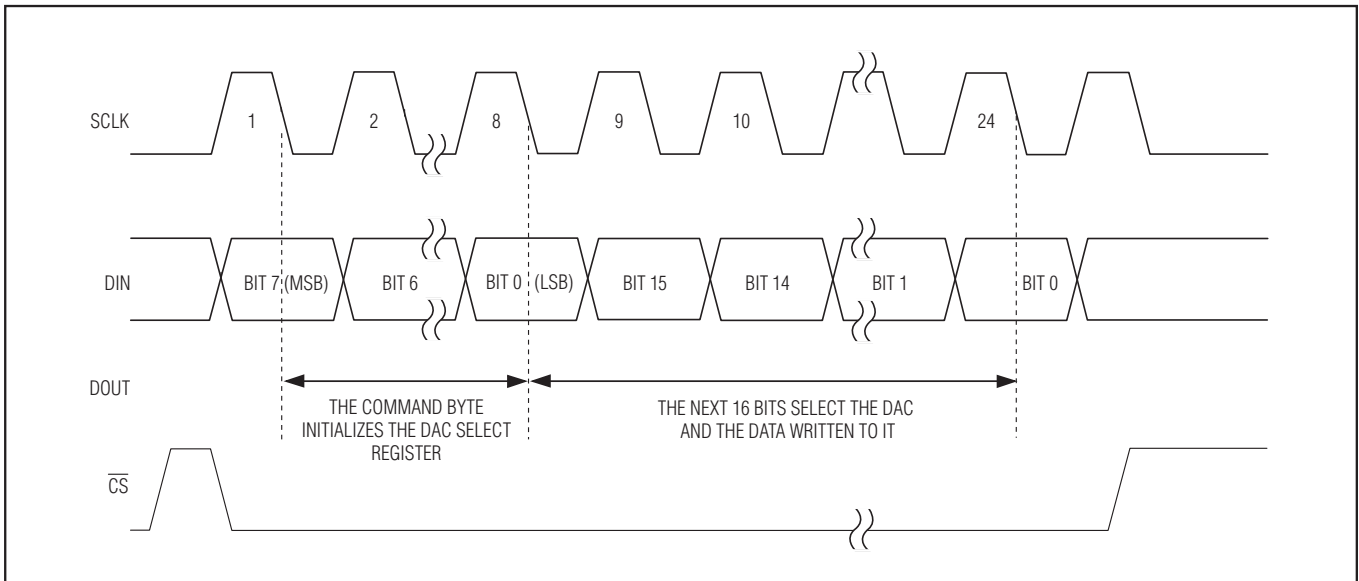 SCLK
1
2
8
9
10
24
DIN
BIT 7 (MSB)
BIT 6
BIT 0 (LSB)
BIT 15
BIT 14
BIT 1
BIT 0
DOUT
THE COMMAND BYTE
INITIALIZES THE DAC SELECT
REGISTER
THE NEXT 16 BITS SELECT THE DAC
AND THE DATA WRITTEN TO IT
CS